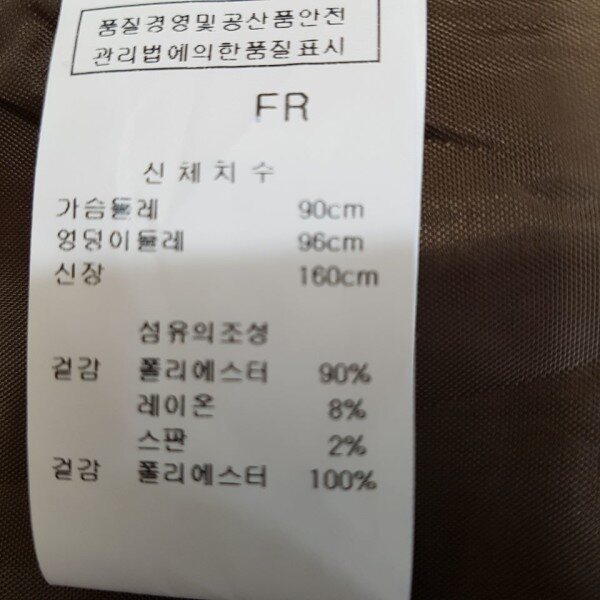 품질경영및공산품안전
관리법에의한품질표시
FR
신체치수
가슴둘레 90cm
엉덩이둘레 96cm
신장 160cm
섬유의조성
겉감 폴리에스터 90%
레이온 8%
스판 2%
겉감 폴리에스터 100%